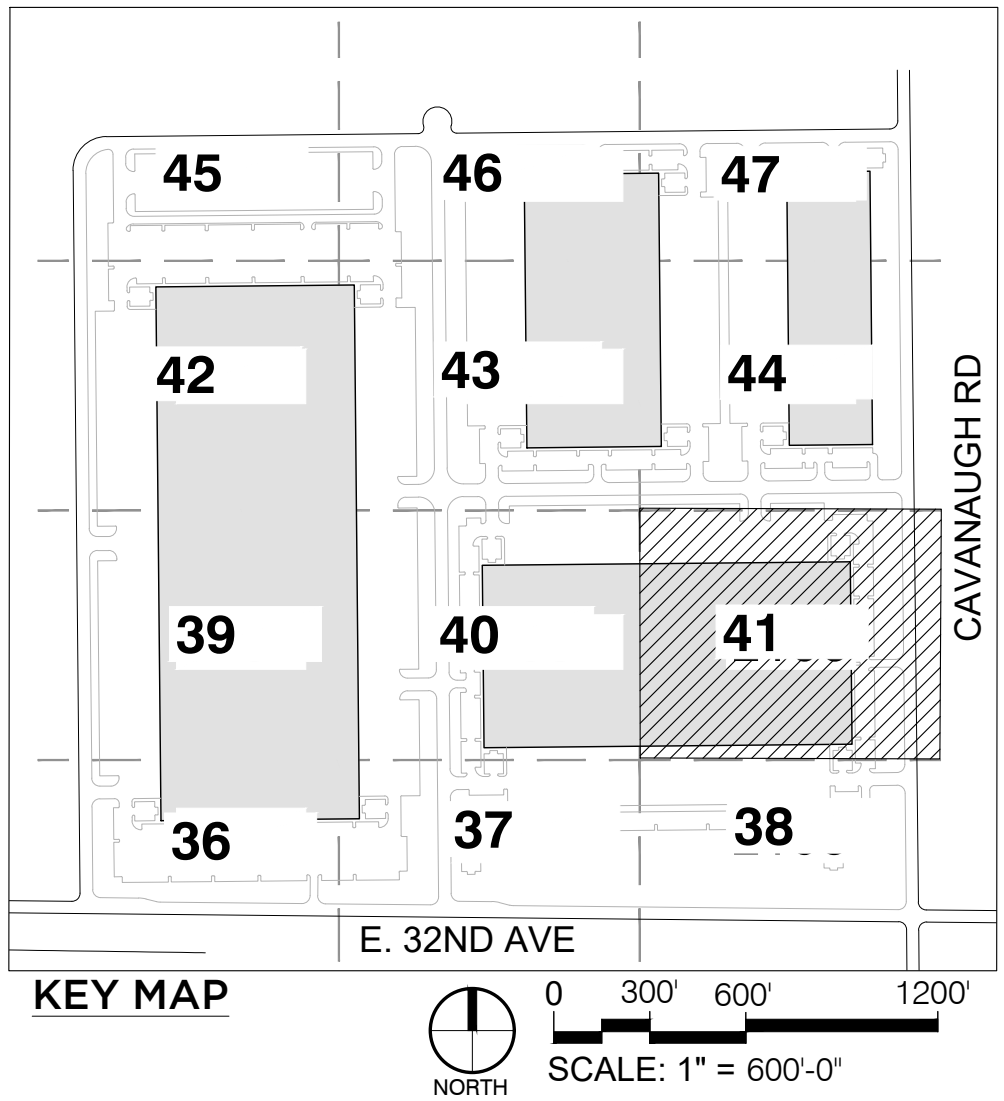 45 46 47
42 43 44
CAVANAUGH RD
39 40 41
36 37 38
E. 32ND AVE
KEY MAP
0 300' 600' 1200'
SCALE: 1" = 600'-0"
NORTH